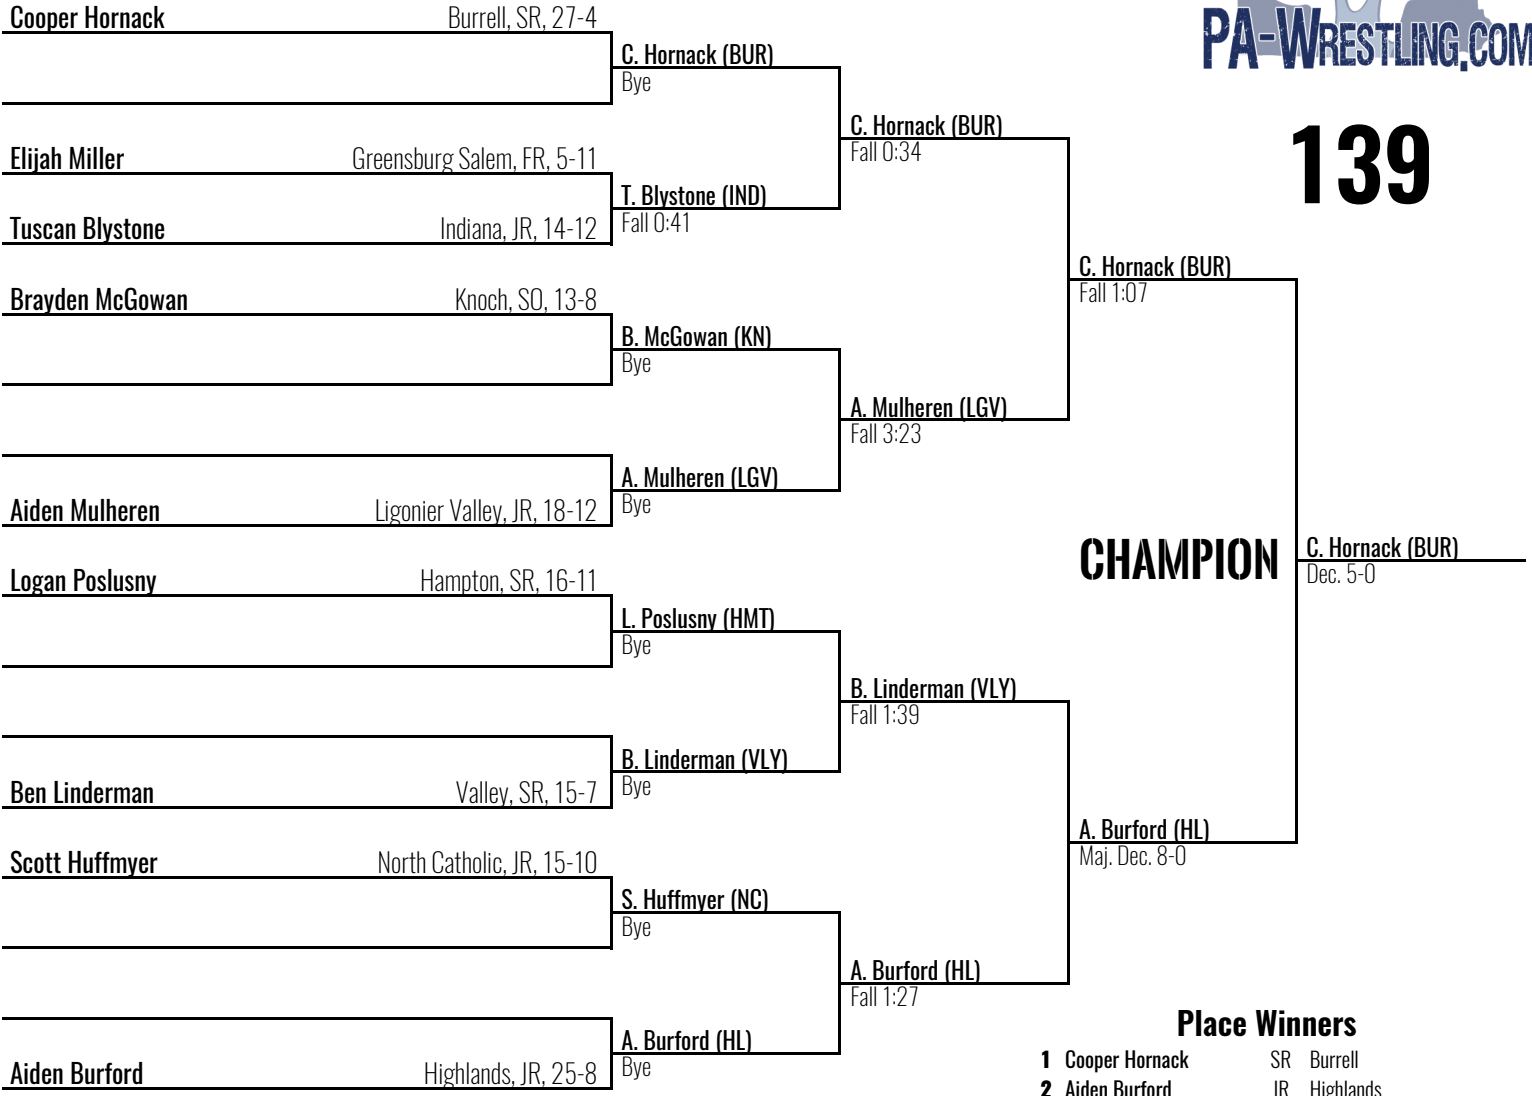 Cooper Hornack Burrell, SR, 27-4
PA-WRESTLING.COM
C. Hornack (BUR)
Bye
C. Hornack (BUR)
Fall 0:34
139
Elijah Miller Greensburg Salem, FR, 5-11
T. Blystone (IND)
Fall 0:41
Tuscan Blystone Indiana, JR, 14-12
C. Hornack (BUR)
Fall 1:07
Brayden McGowan Knoch, SO, 13-8
B. McGowan (KN)
Bye
A. Mulheren (LGV)
Fall 3:23
A. Mulheren (LGV)
Bye
Aiden Mulheren Ligonier Valley, JR, 18-12
CHAMPION
C. Hornack (BUR)
Dec. 5-0
Logan Poslusny Hampton, SR, 16-11
L. Poslusny (HMT)
Bye
B. Linderman (VLY)
Fall 1:39
B. Linderman (VLY)
Bye
Ben Linderman Valley, SR, 15-7
A. Burford (HL)
Maj. Dec. 8-0
Scott Huffmyer North Catholic, JR, 15-10
S. Huffmyer (NC)
Bye
A. Burford (HL)
Fall 1:27
A. Burford (HL)
Bye
Aiden Burford Highlands, JR, 25-8
Place Winners
1 Cooper Hornack SR Burrell
2 Aiden Burford JR Highlands